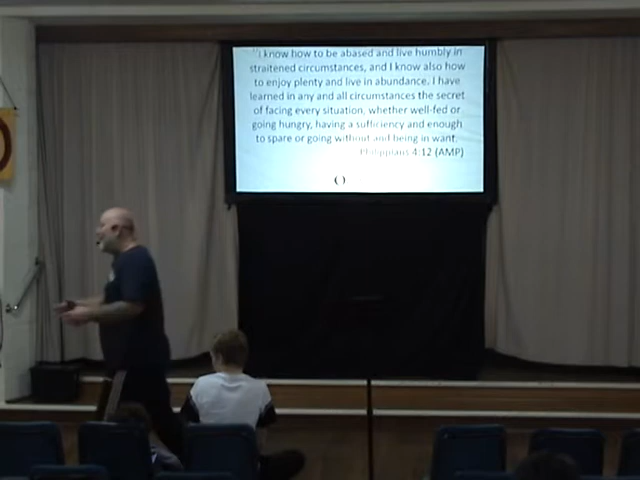 "I know how to be abased and live humbly in
straitened circumstances, and I know also how
to enjoy plenty and live in abundance. I have
learned in any and all circumstances the secret
of facing every situation, whether well-fed or
going hungry, having a sufficiency and enough
to spare or going without and being in want.
Philippians 4:12 (AMP)
( )